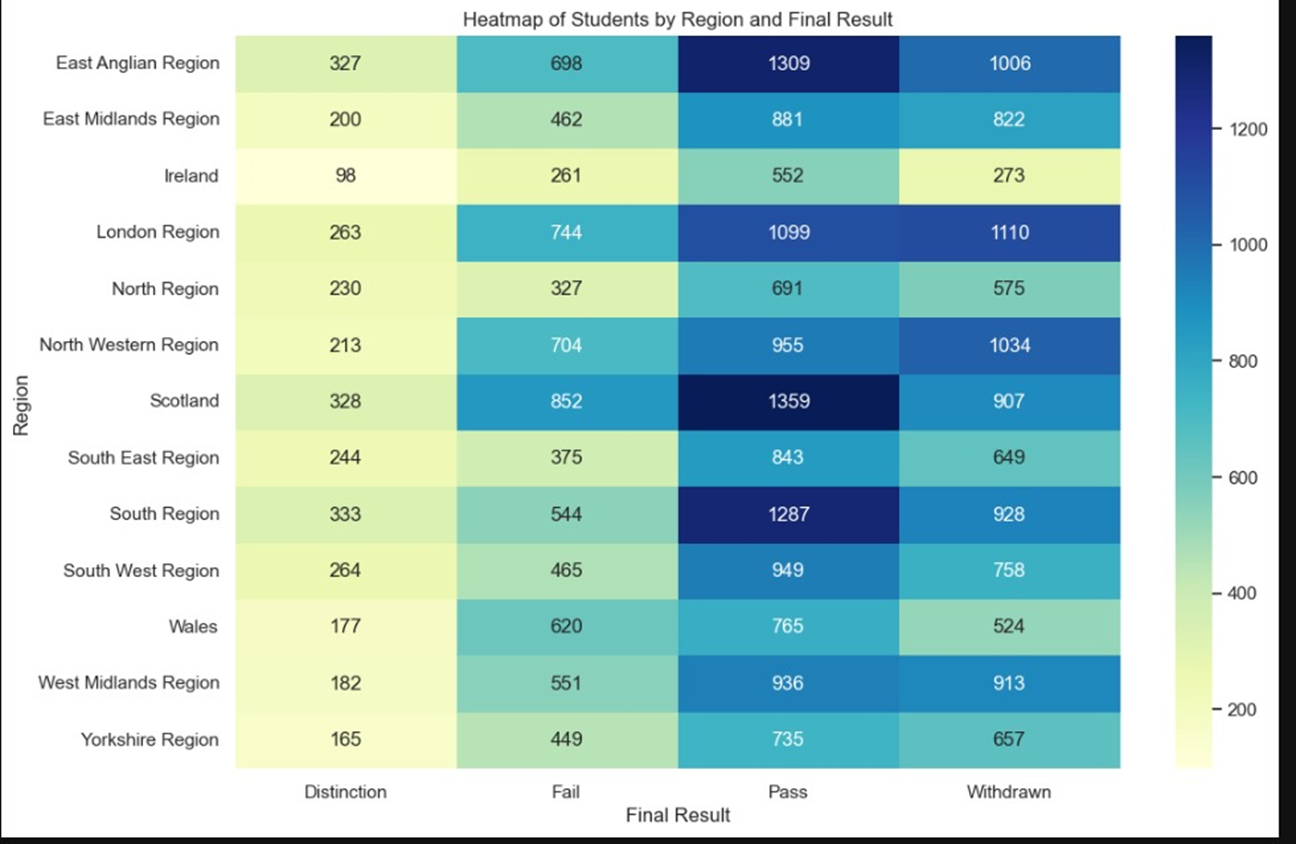 Heatmap of Students by Region and Final Result
East Anglian Region 327 698 1309 1006
East Midlands Region 200 462 881 822
1200
Ireland 98 261 552 273
London Region 263 744 1099 1110
1000
North Region 230 327 691 575
North Western Region 213 704 955 1034
800
Region
Scotland 328 852 1359 907
South East Region 244 375 843 649
600
South Region 333 544 1287 928
South West Region 264 465 949 758
400
Wales 177 620 765 524
West Midlands Region 182 551 936 913
200
Yorkshire Region 165 449 735 657
Distinction Fail Pass Withdrawn
Final Result